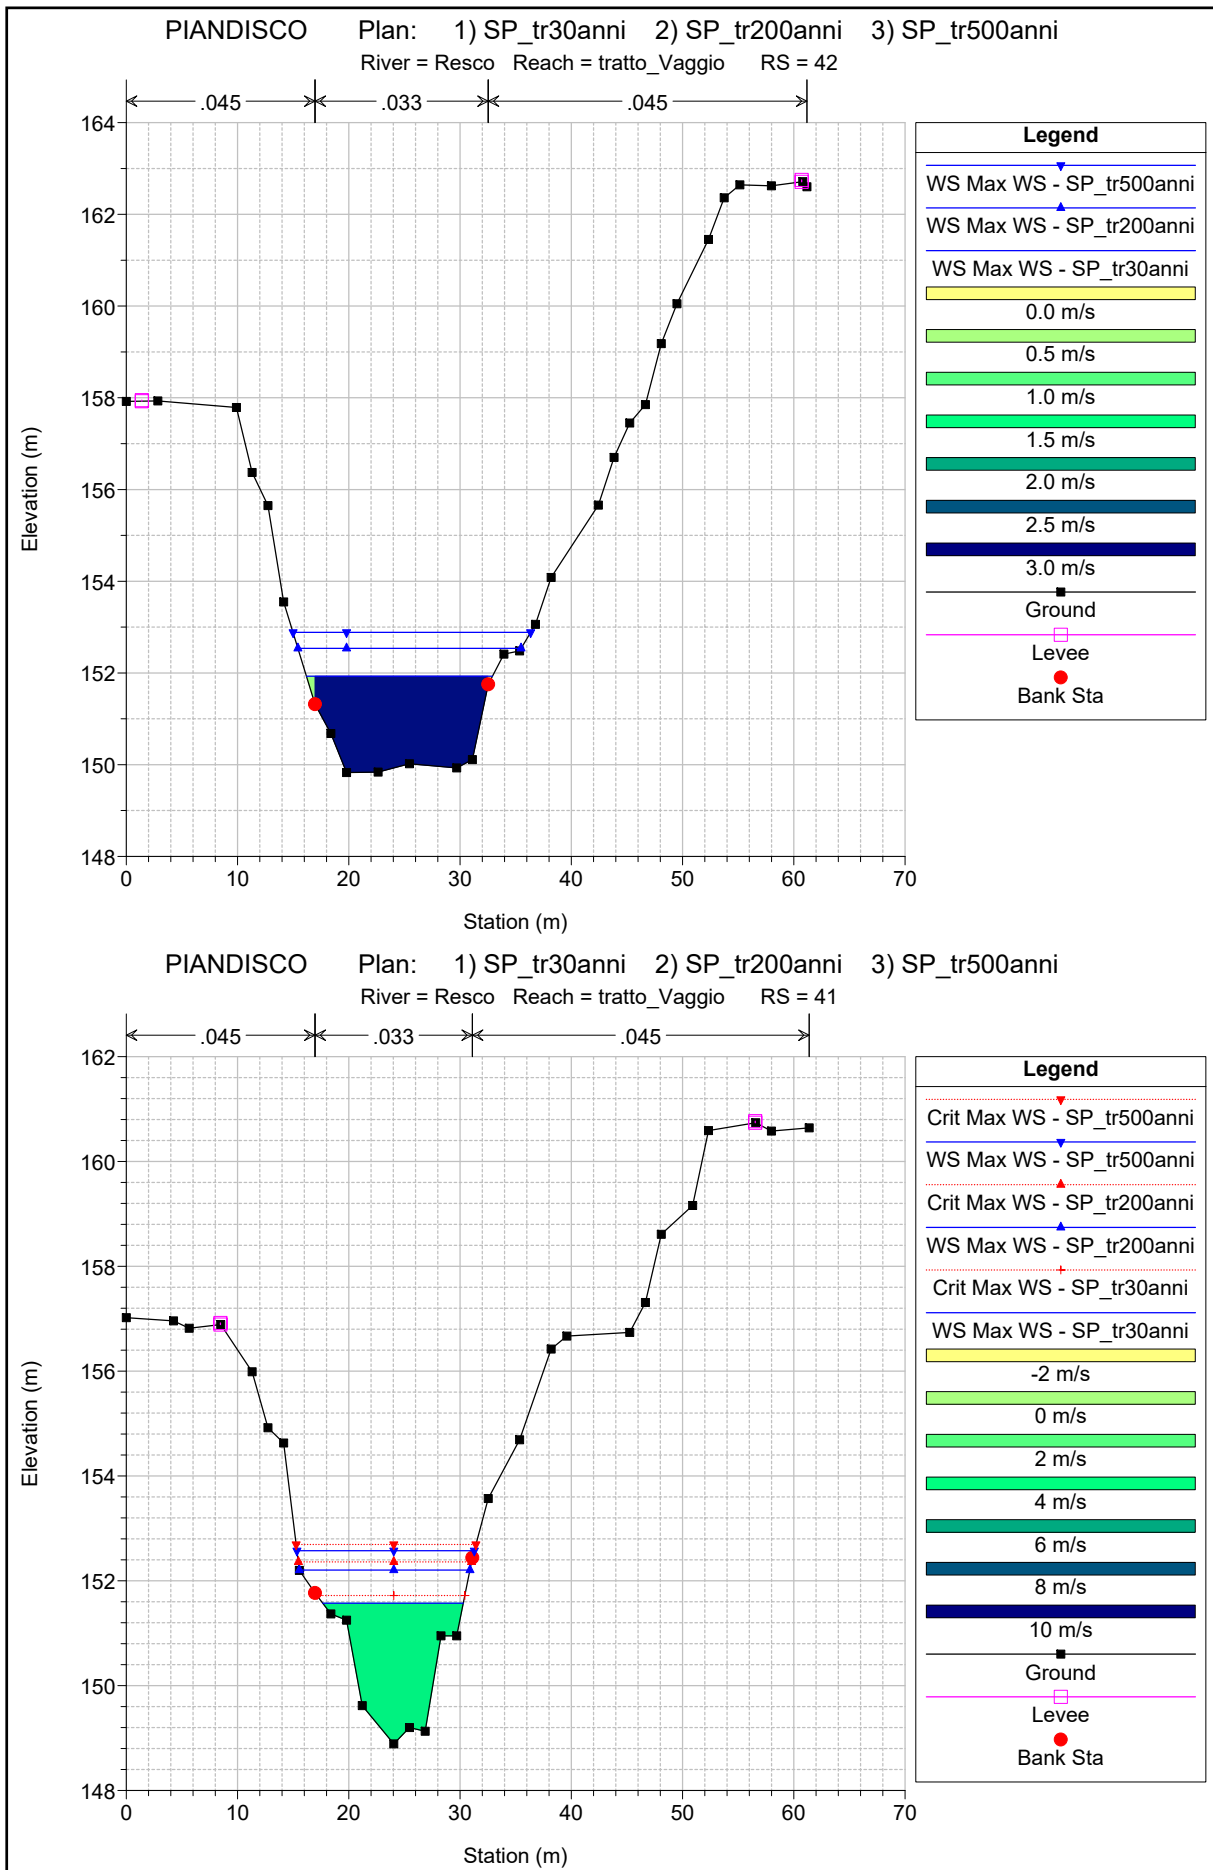 PIANDISCO Plan: 1) SP_tr30anni 2) SP_tr200anni 3) SP_tr500anni
River = Resco Reach = tratto_Vaggio RS = 42
.045 .033 .045
164
162
160
158
156
154
152
150
148
Elevation (m)
0 10 20 30 40 50 60 70
Station (m)
Legend
WS Max WS - SP_tr500anni
WS Max WS - SP_tr200anni
WS Max WS - SP_tr30anni
0.0 m/s
0.5 m/s
1.0 m/s
1.5 m/s
2.0 m/s
2.5 m/s
3.0 m/s
Ground
Levee
Bank Sta
PIANDISCO Plan: 1) SP_tr30anni 2) SP_tr200anni 3) SP_tr500anni
River = Resco Reach = tratto_Vaggio RS = 41
.045 .033 .045
162
160
158
156
154
152
150
148
Elevation (m)
0 10 20 30 40 50 60 70
Station (m)
Legend
Crit Max WS - SP_tr500anni
WS Max WS - SP_tr500anni
Crit Max WS - SP_tr200anni
WS Max WS - SP_tr200anni
Crit Max WS - SP_tr30anni
WS Max WS - SP_tr30anni
-2 m/s
0 m/s
2 m/s
4 m/s
6 m/s
8 m/s
10 m/s
Ground
Levee
Bank Sta